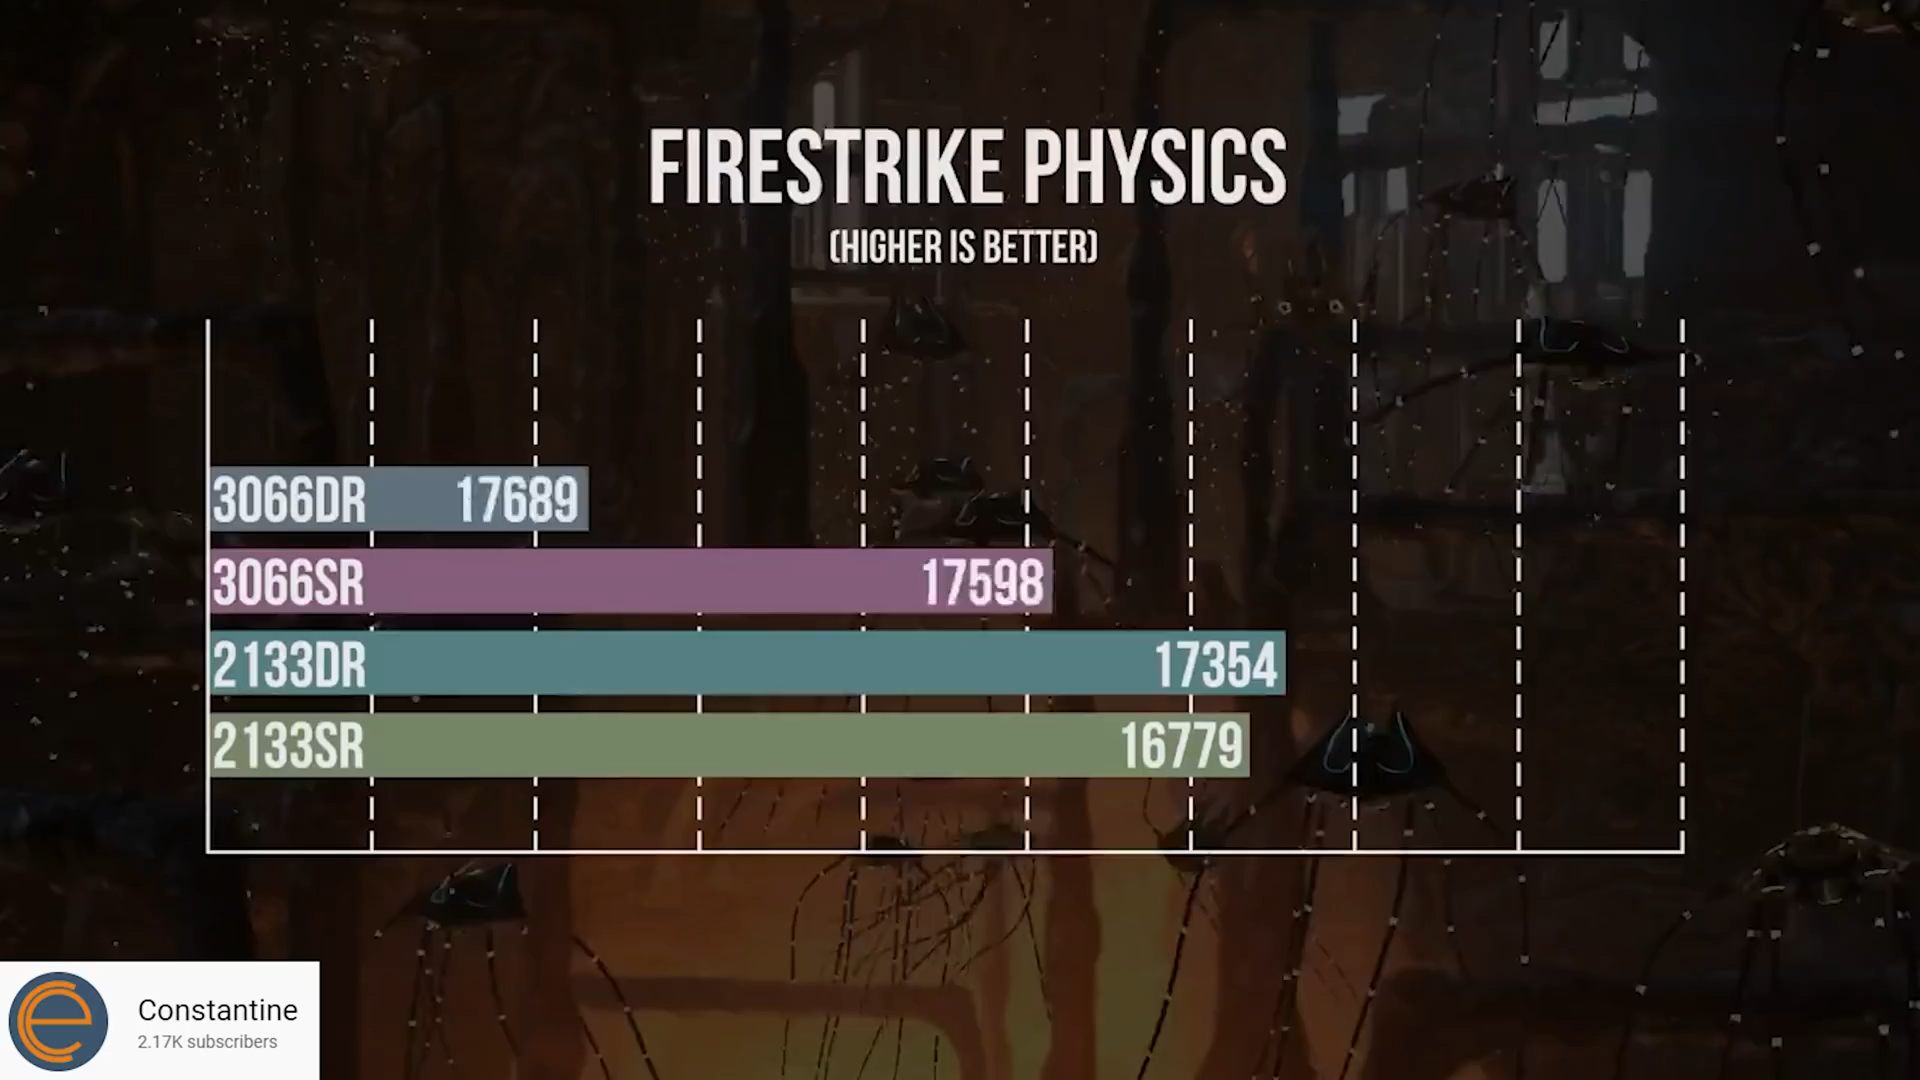 FIRESTRIKE PHYSICS
(HIGHER IS BETTER)
3066DR 17689
3066SR 17598
2133DR 17354
2133SR 16779
Constantine
2.17K subscribers